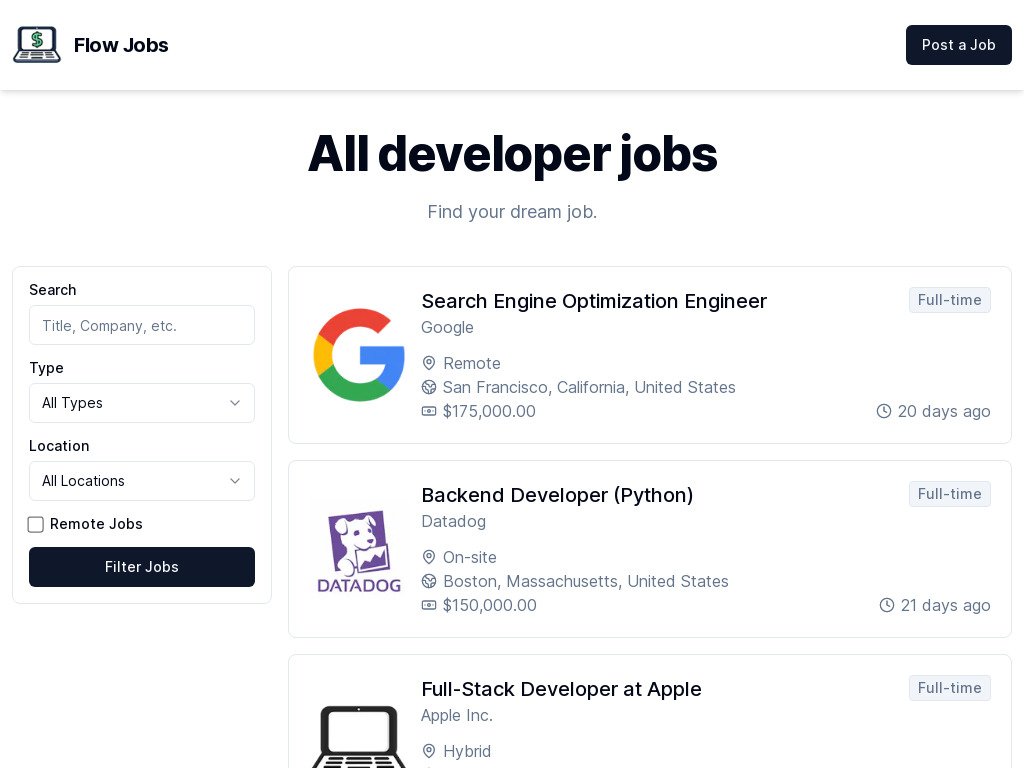 Flow Jobs
Post a Job
All developer jobs
Find your dream job.
Search
Title, Company, etc.
Type
All Types
Location
All Locations
Remote Jobs
Filter Jobs
Search Engine Optimization Engineer
Full-time
Google
Remote
San Francisco, California, United States
$175,000.00
20 days ago
Backend Developer (Python)
Full-time
Datadog
DATADOG
On-site
Boston, Massachusetts, United States
$150,000.00
21 days ago
Full-Stack Developer at Apple
Full-time
Apple Inc.
Hybrid